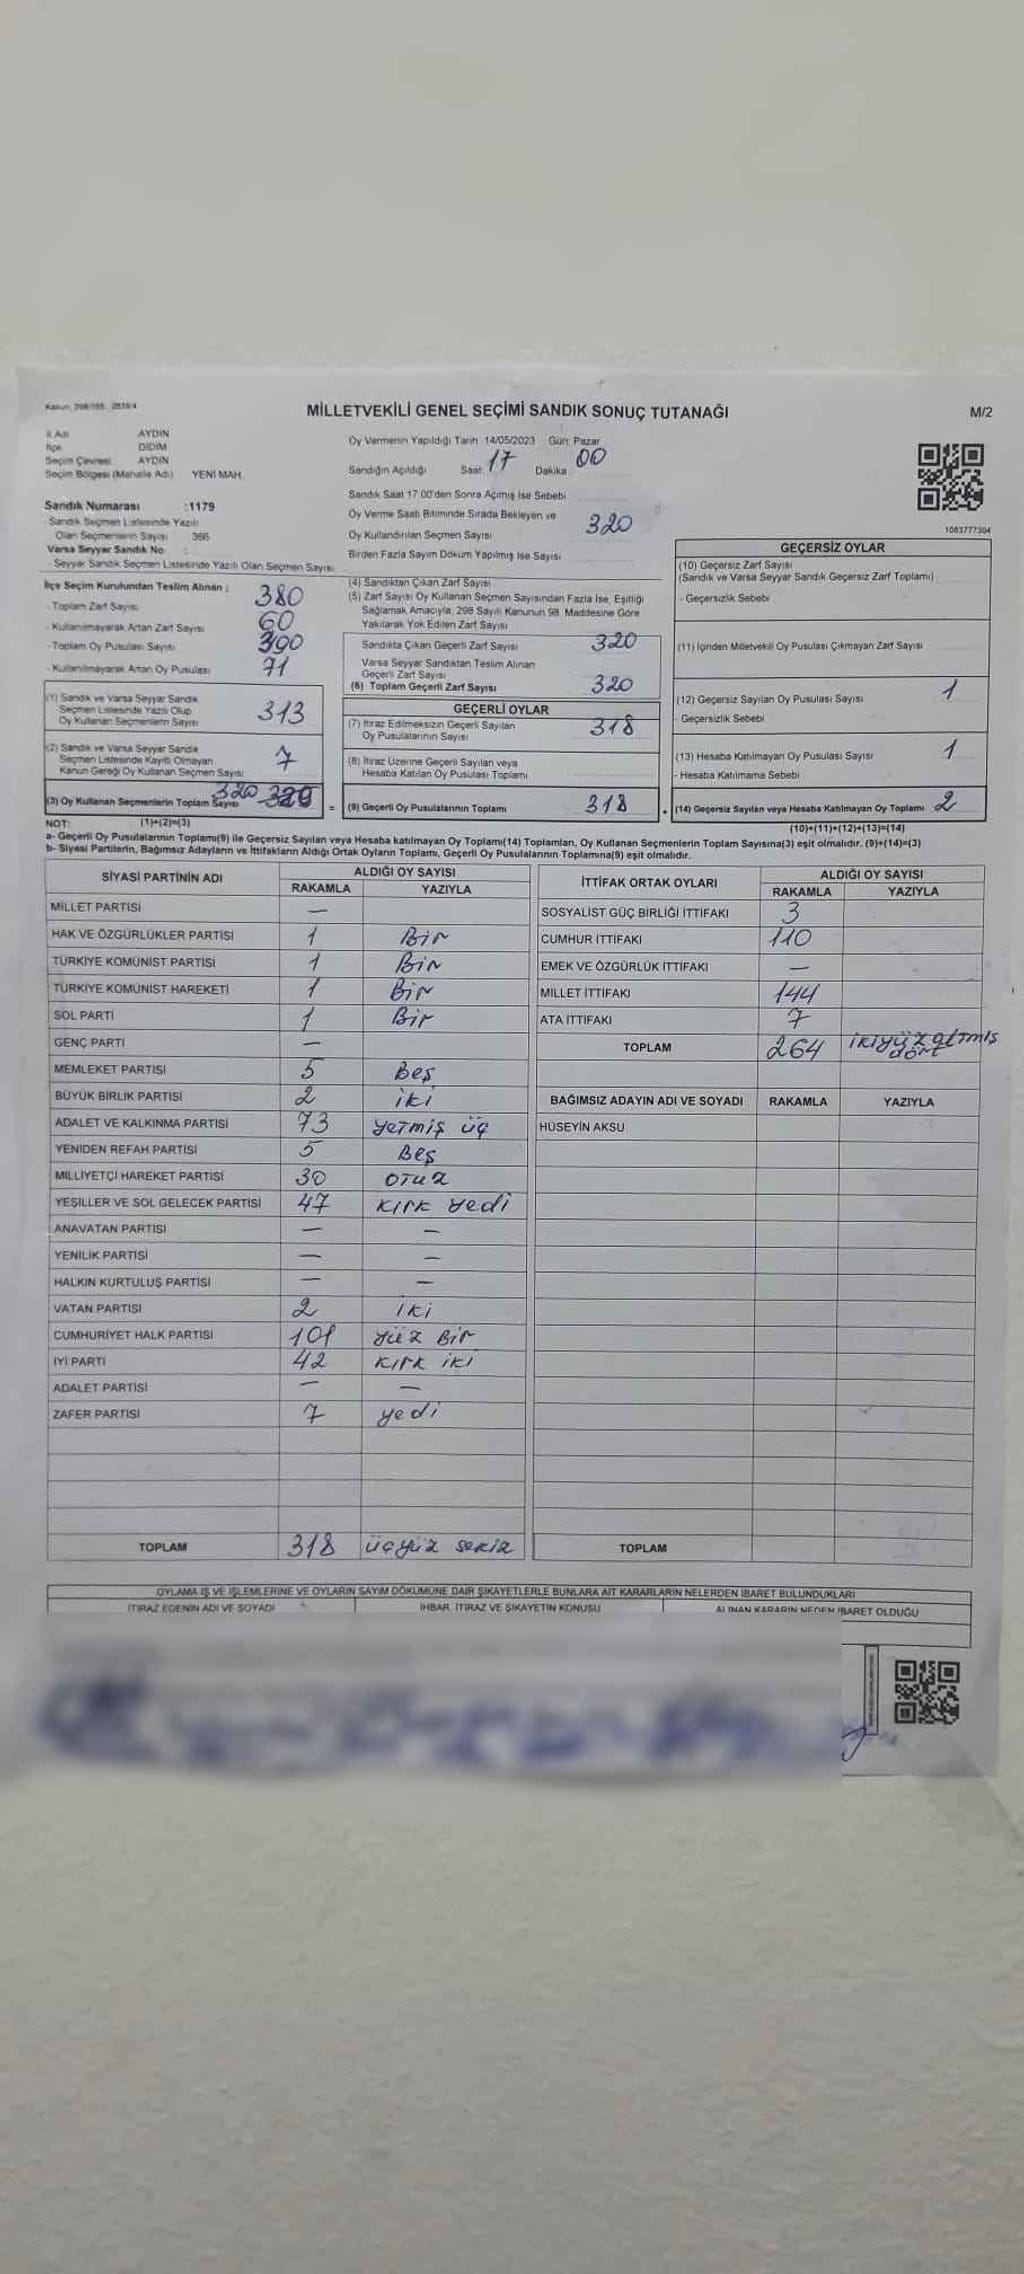 Kanun: 298/105 2839/4
MİLLETVEKİLİ GENEL SEÇİMİ SANDIK SONUÇ TUTANAĞI
M/2
İl Adı AYDIN
İlçe DİDİM
Seçim Çevresi AYDIN
Seçim Bölgesi (Mahalle Adı) YENİ MAH.
Sandık Numarası :1179
- Sandık Seçmen Listesinde Yazılı
Olan Seçmenlerin Sayısı 366
Varsa Seyyar Sandık No :
- Seyyar Sandık Seçmen Listesinde Yazılı Olan Seçmen Sayısı
Oy Vermenin Yapıldığı Tarih 14/05/2023 Gün: Pazar
Sandığın Açıldığı Saat 17 Dakika 00
Sandık Saat 17 00'den Sonra Açılmış İse Sebebi
Oy Verme Saati Bitiminde Sırada Bekleyen ve
Oy Kullandırılan Seçmen Sayısı 320
Birden Fazla Sayım Döküm Yapılmış İse Sayısı
1083777304
İlçe Seçim Kurulundan Teslim Alınan ;
- Toplam Zarf Sayısı 380
- Kullanılmayarak Artan Zarf Sayısı 60
- Toplam Oy Pusulası Sayısı 390
- Kullanılmayarak Artan Oy Pusulası 71
(1) Sandık ve Varsa Seyyar Sandık
Seçmen Listesinde Yazılı Olup
Oy Kullanan Seçmenlerin Sayısı 313
(2) Sandık ve Varsa Seyyar Sandık
Seçmen Listesinde Kayıtlı Olmayan
Kanun Gereği Oy Kullanan Seçmen Sayısı 7
(3) Oy Kullanan Seçmenlerin Toplam Sayısı 320
(1)+(2)=(3)
(4) Sandıktan Çıkan Zarf Sayısı
(5) Zarf Sayısı Oy Kullanan Seçmen Sayısından Fazla İse, Eşitliği
Sağlamak Amacıyla, 298 Sayılı Kanunun 98. Maddesine Göre
Yakılarak Yok Edilen Zarf Sayısı
Sandıkta Çıkan Geçerli Zarf Sayısı 320
Varsa Seyyar Sandıktan Teslim Alınan
Geçerli Zarf Sayısı
(6) Toplam Geçerli Zarf Sayısı 320
GEÇERLİ OYLAR
(7) İtiraz Edilmeksizin Geçerli Sayılan
Oy Pusulalarının Sayısı 318
(8) İtiraz Üzerine Geçerli Sayılan veya
Hesaba Katılan Oy Pusulası Toplamı
= (9) Geçerli Oy Pusulalarının Toplamı 318
GEÇERSİZ OYLAR
(10) Geçersiz Zarf Sayısı
(Sandık ve Varsa Seyyar Sandık Geçersiz Zarf Toplamı)
- Geçersizlik Sebebi
(11) İçinden Milletvekil Oy Pusulası Çıkmayan Zarf Sayısı
(12) Geçersiz Sayılan Oy Pusulası Sayısı 1
- Geçersizlik Sebebi
(13) Hesaba Katılmayan Oy Pusulası Sayısı 1
- Hesaba Katılmama Sebebi
+ (14) Geçersiz Sayılan veya Hesaba Katılmayan Oy Toplamı 2
(10)+(11)+(12)+(13)=(14)
NOT:
a- Geçerli Oy Pusulalarının Toplamı(9) ile Geçersiz Sayılan veya Hesaba katılmayan Oy Toplamı(14) Toplamları, Oy Kullanan Seçmenlerin Toplam Sayısına(3) eşit olmalıdır. (9)+(14)=(3)
b- Siyasi Partilerin, Bağımsız Adayların ve İttifakların Aldığı Ortak Oyların Toplamı, Geçerli Oy Pusulalarının Toplamına(9) eşit olmalıdır.
SİYASİ PARTİNİN ADI
ALDIĞI OY SAYISI
RAKAMLA YAZIYLA
MİLLET PARTİSİ —
HAK VE ÖZGÜRLÜKLER PARTİSİ 1 Bir
TÜRKİYE KOMÜNİST PARTİSİ 1 Bir
TÜRKİYE KOMÜNİST HAREKETİ 1 Bir
SOL PARTİ 1 Bir
GENÇ PARTİ —
MEMLEKET PARTİSİ 5 Beş
BÜYÜK BİRLİK PARTİSİ 2 iki
ADALET VE KALKINMA PARTİSİ 73 yetmiş üç
YENİDEN REFAH PARTİSİ 5 Beş
MİLLİYETÇİ HAREKET PARTİSİ 30 otuz
YEŞİLLER VE SOL GELECEK PARTİSİ 47 kırk yedi
ANAVATAN PARTİSİ — —
YENİLİK PARTİSİ — —
HALKIN KURTULUŞ PARTİSİ — —
VATAN PARTİSİ 2 iki
CUMHURİYET HALK PARTİSİ 101 yüz Bir
İYİ PARTİ 42 kırk iki
ADALET PARTİSİ — —
ZAFER PARTİSİ 7 yedi
TOPLAM 318 üçyüz sekiz
İTTİFAK ORTAK OYLARI
ALDIĞI OY SAYISI
RAKAMLA YAZIYLA
SOSYALİST GÜÇ BİRLİĞİ İTTİFAKI 3
CUMHUR İTTİFAKI 110
EMEK VE ÖZGÜRLÜK İTTİFAKI —
MİLLET İTTİFAKI 144
ATA İTTİFAKI 7
TOPLAM 264 ikiyüz altmış
dört
BAĞIMSIZ ADAYIN ADI VE SOYADI RAKAMLA YAZIYLA
HÜSEYİN AKSU
TOPLAM
OYLAMA İŞ VE İŞLEMLERİNE VE OYLARIN SAYIM DÖKÜMÜNE DAİR ŞİKAYETLERLE BUNLARA AİT KARARLARIN NELERDEN İBARET BULUNDUKLARI
İTİRAZ EDENİN ADI VE SOYADI İHBAR, İTİRAZ VE ŞİKAYETİN KONUSU ALINAN KARARIN NEDEN İBARET OLDUĞU